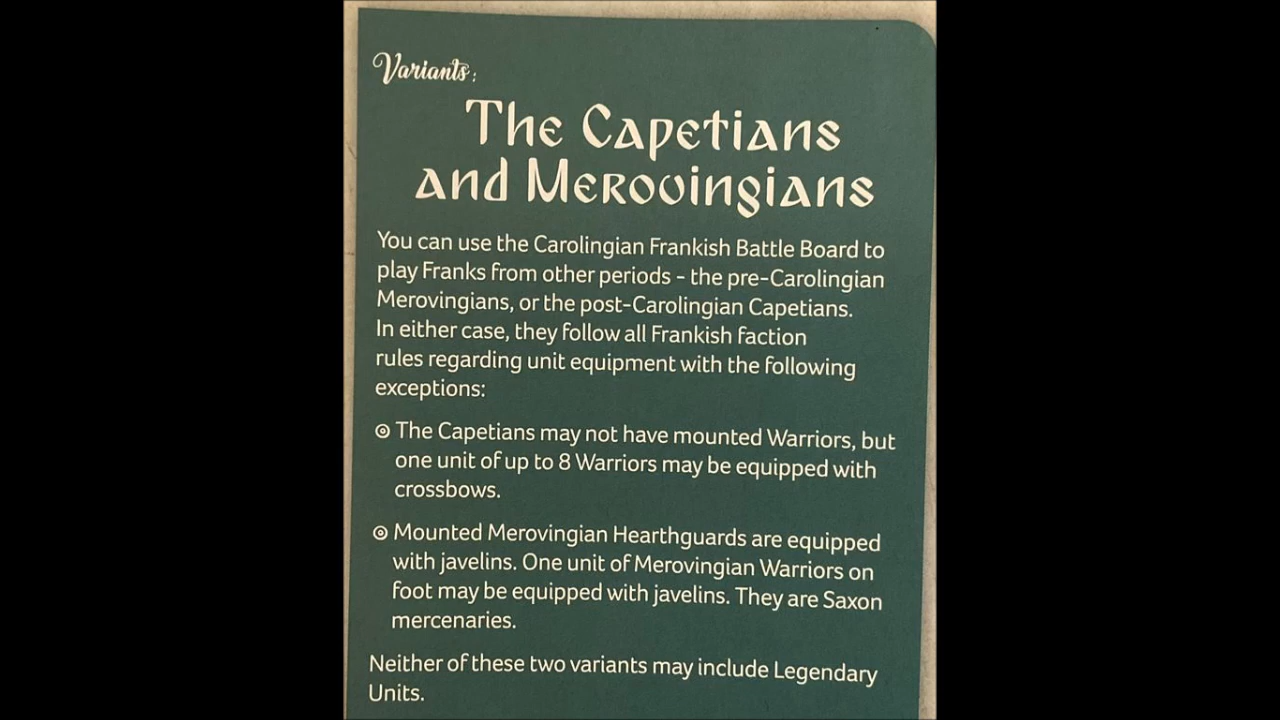 Variants:
The Capetians
and Merovingians
You can use the Carolingian Frankish Battle Board to
play Franks from other periods - the pre-Carolingian
Merovingians, or the post-Carolingian Capetians.
In either case, they follow all Frankish faction
rules regarding unit equipment with the following
exceptions:
◎ The Capetians may not have mounted Warriors, but
one unit of up to 8 Warriors may be equipped with
crossbows.
◎ Mounted Merovingian Hearthguards are equipped
with javelins. One unit of Merovingian Warriors on
foot may be equipped with javelins. They are Saxon
mercenaries.
Neither of these two variants may include Legendary
Units.